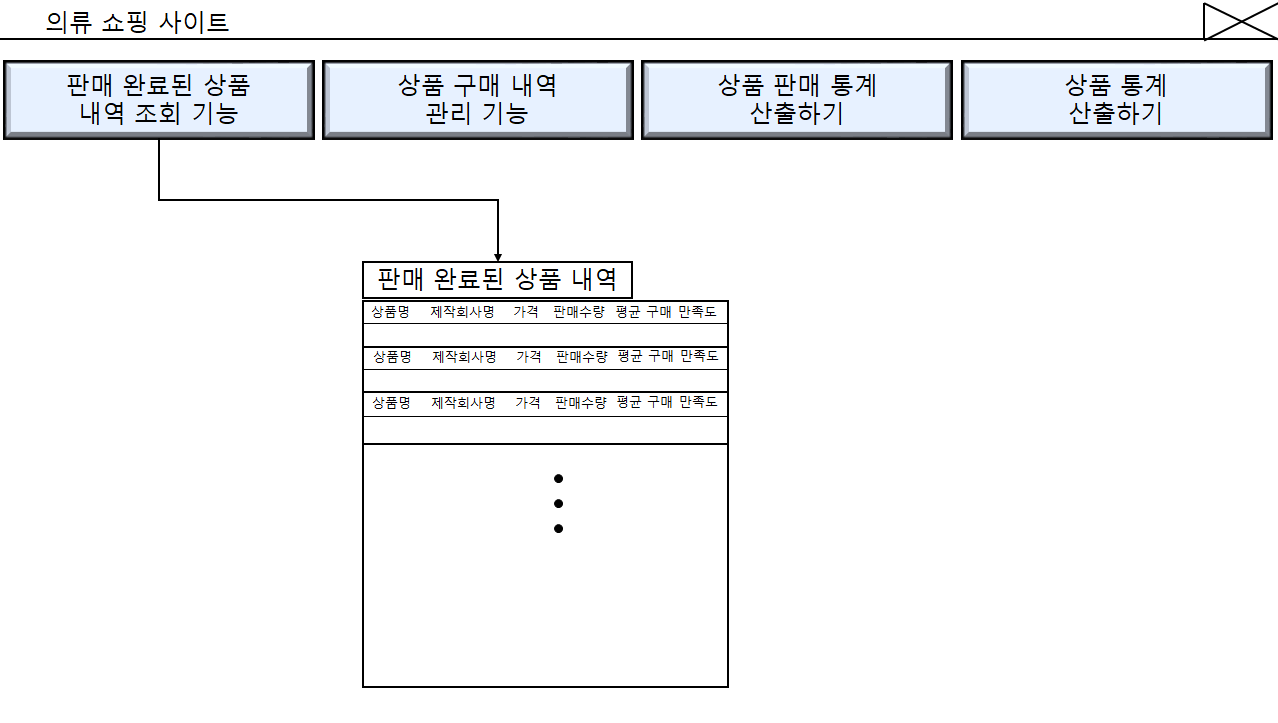 의류 쇼핑 사이트
판매 완료된 상품
내역 조회 기능
상품 구매 내역
관리 기능
상품 판매 통계
산출하기
상품 통계
산출하기
판매 완료된 상품 내역
상품명 제작회사명 가격 판매수량 평균 구매 만족도
상품명 제작회사명 가격 판매수량 평균 구매 만족도
상품명 제작회사명 가격 판매수량 평균 구매 만족도